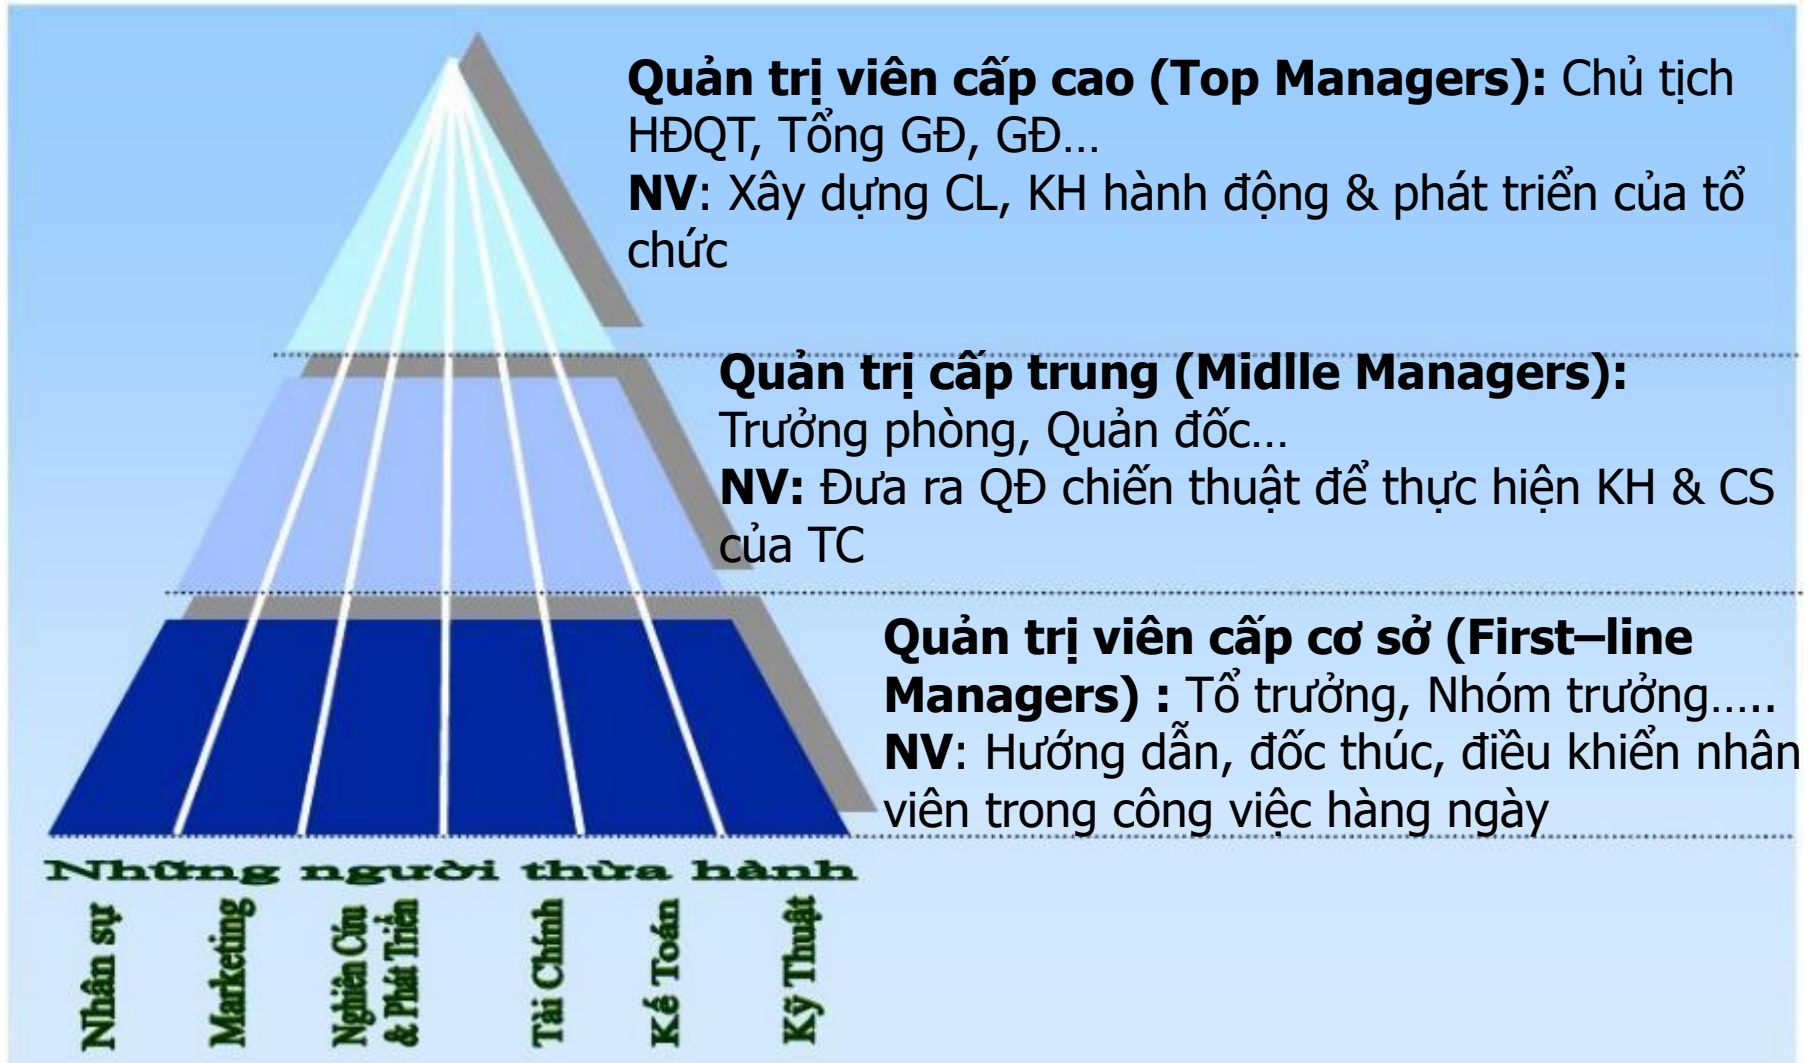 Quản trị viên cấp cao (Top Managers): Chủ tịch
HĐQT, Tổng GĐ, GĐ…
NV: Xây dựng CL, KH hành động & phát triển của tổ
chức
Quản trị cấp trung (Midlle Managers):
Trưởng phòng, Quản đốc…
NV: Đưa ra QĐ chiến thuật để thực hiện KH & CS
của TC
Quản trị viên cấp cơ sở (First–line
Managers) : Tổ trưởng, Nhóm trưởng…..
NV: Hướng dẫn, đốc thúc, điều khiển nhân
viên trong công việc hàng ngày
Những người thừa hành
Nhân sự
Marketing
Nghiên Cứu
& Phát Triển
Tài Chính
Kế Toán
Kỹ Thuật